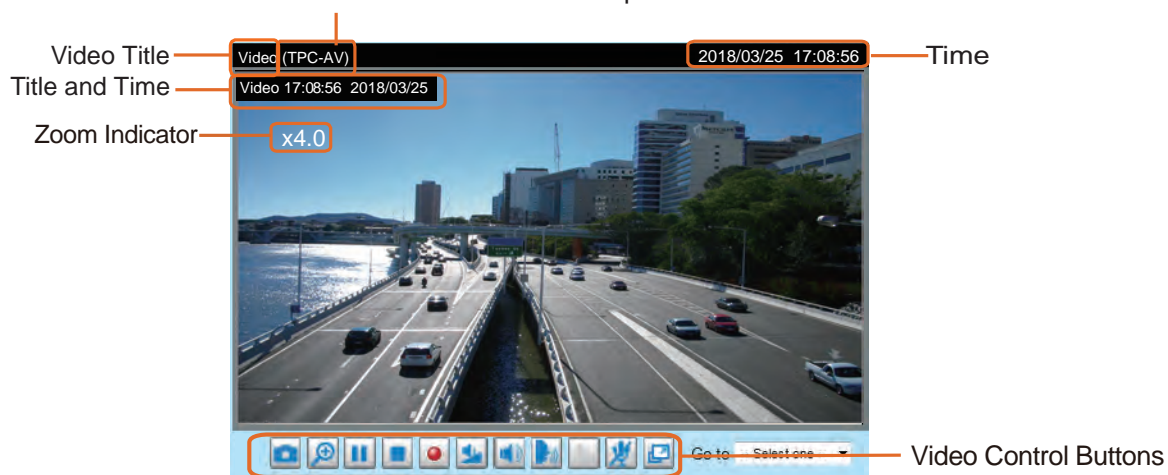 Video Title
Video (TPC-AV)
2018/03/25 17:08:56
Time
Title and Time
Video 17:08:56 2018/03/25
Zoom Indicator
x4.0
Go to
Select one
Video Control Buttons